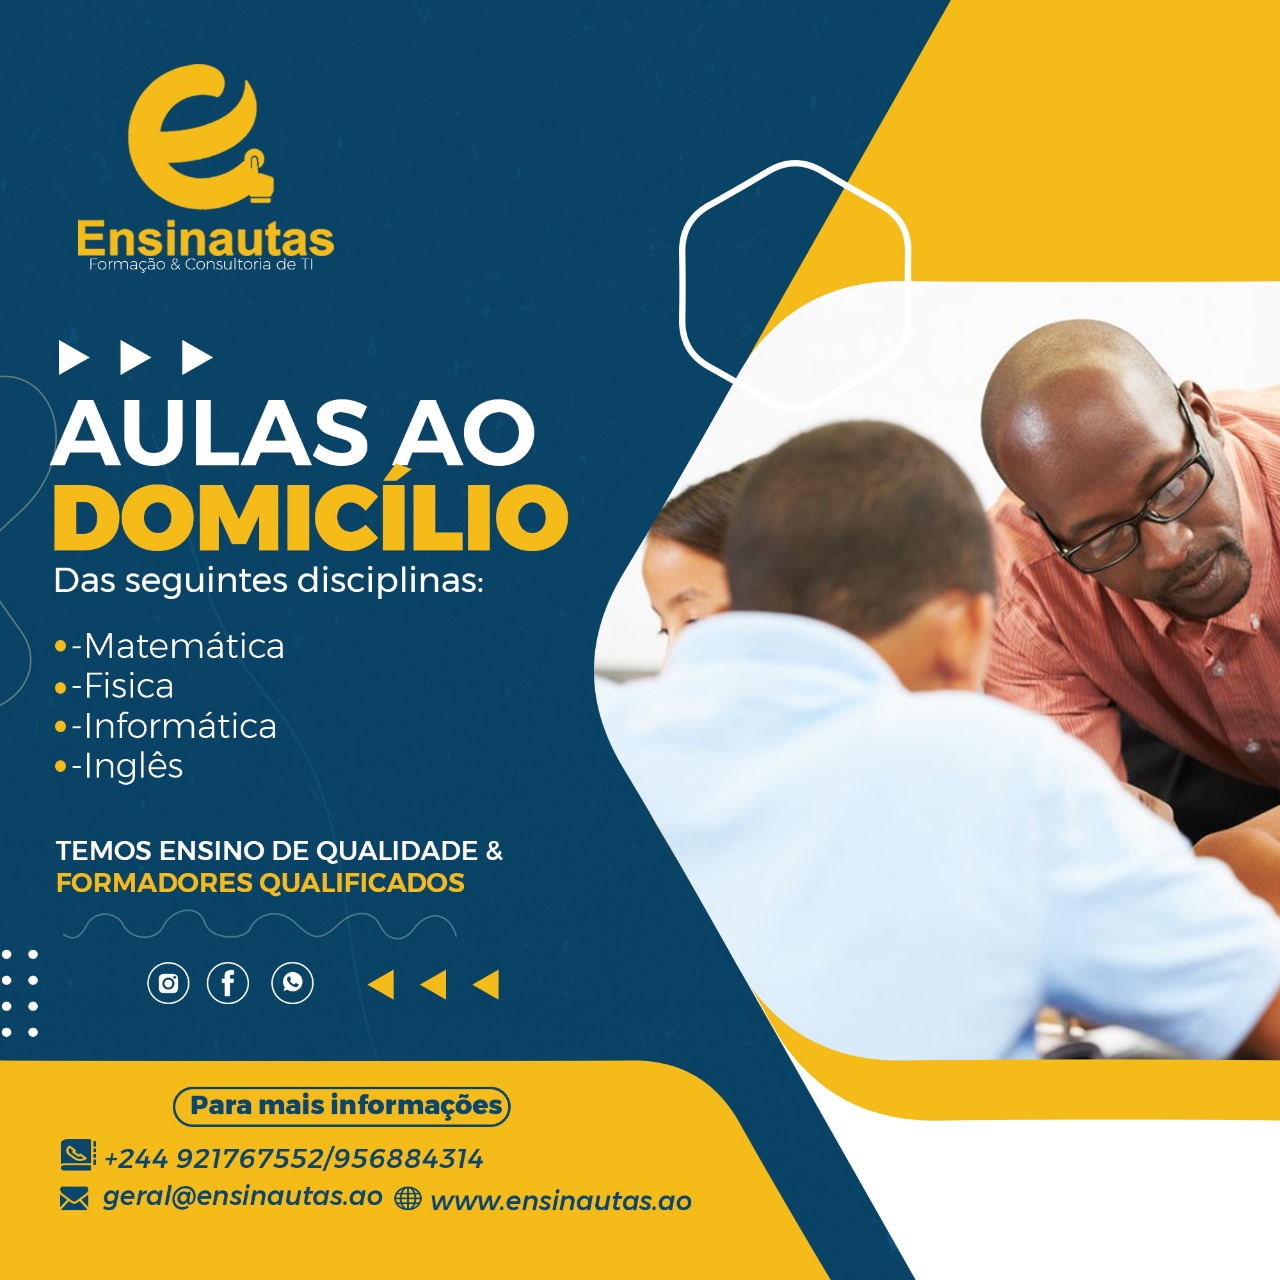 Ensinautas
Formação & Consultoria de TI
AULAS AO
DOMICÍLIO
Das seguintes disciplinas:
-Matemática
-Fisica
-Informática
-Inglês
TEMOS ENSINO DE QUALIDADE &
FORMADORES QUALIFICADOS
Para mais informações
+244 921767552/956884314
geral@ensinautas.ao www.ensinautas.ao